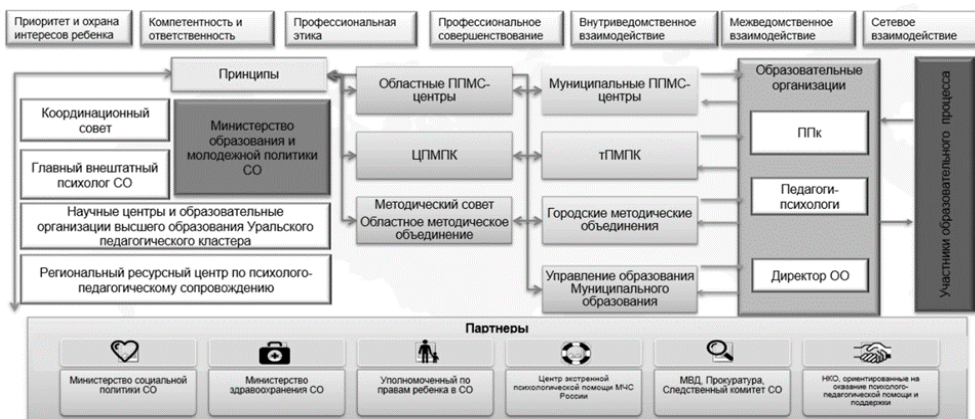 Приоритет и охрана
интересов ребенка
Компетентность и
ответственность
Профессиональная
этика
Профессиональное
совершенствование
Внутриведомственное
взаимодействие
Межведомственное
взаимодействие
Сетевое
взаимодействие
Принципы
Координационный
совет
Главный внештатный
психолог СО
Министерство
образования и
молодежной политики
СО
Научные центры и образовательные
организации высшего образования Уральского
педагогического кластера
Региональный ресурсный центр по психолого-
педагогическому сопровождению
Областные ППМС-
центры
ЦПМПК
Методический совет
Областное методическое
объединение
Муниципальные ППМС-
центры
тПМПК
Городские методические
объединения
Управление образования
Муниципального
образования
Образовательные
организации
ППк
Педагоги-
психологи
Директор ОО
Участники образовательного процесса
Партнеры
Министерство социальной
политики СО
Министерство
здравоохранения СО
Уполномоченный по
правам ребенка в СО
Центр экстренной
психологической помощи МЧС
России
МВД, Прокуратура,
Следственный комитет СО
НКО, ориентированные на
оказание психолого-
педагогической помощи и
поддержки